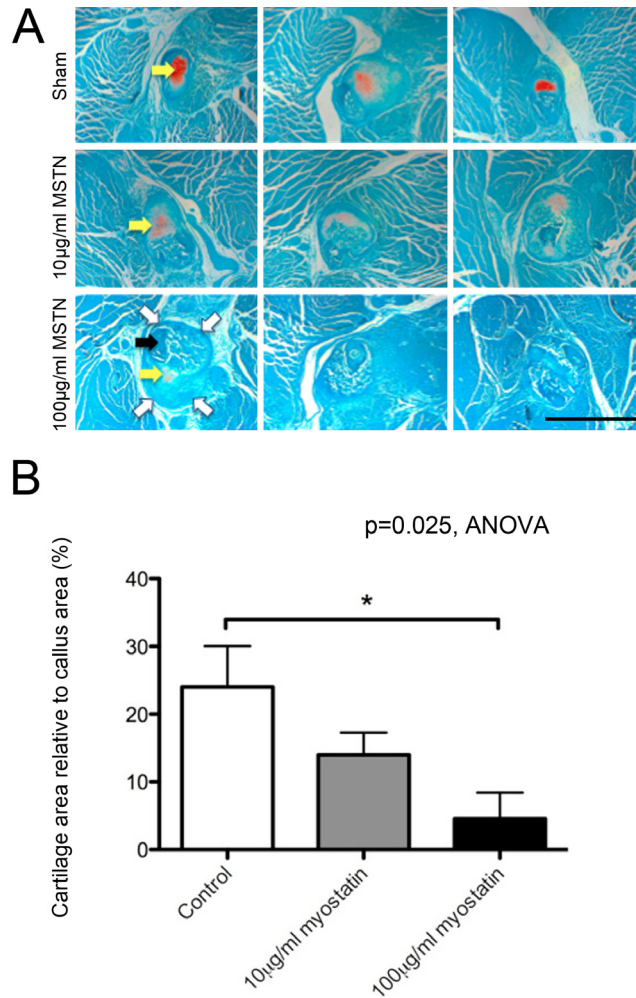 A
Sham
10µg/ml MSTN
100µg/ml MSTN
B
p=0.025, ANOVA
Cartilage area relative to callus area (%)
40
30
20
10
0
*
Control
10µg/ml myostatin
100µg/ml myostatin